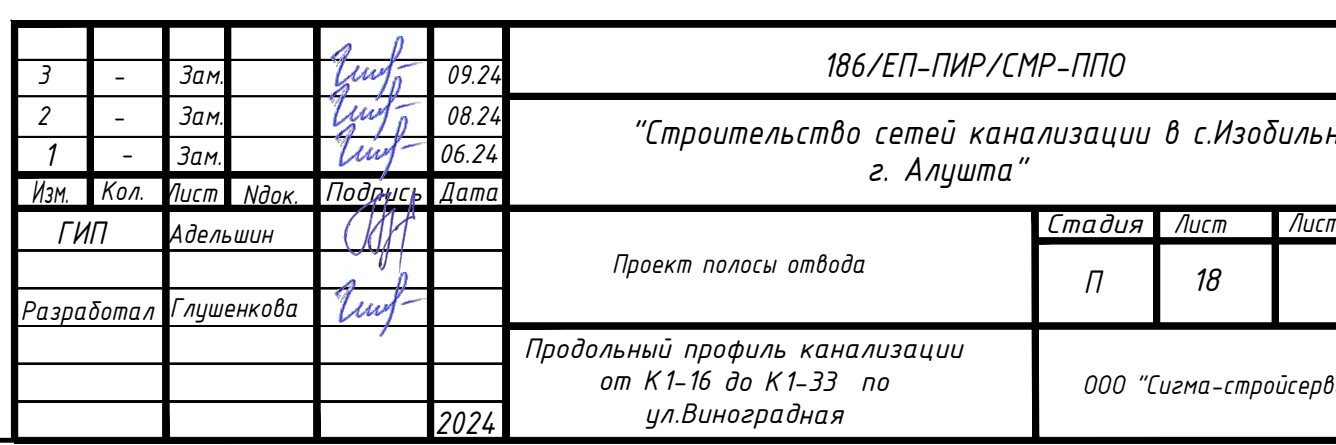 3 - Зам. 09.24
2 - Зам. 08.24
1 - Зам. 06.24
Изм. Кол. Лист Nдок. Подпись Дата
ГИП Адельшин
Разработал Глушенкова
2024
186/ЕП-ПИР/СМР-ППО
"Строительство сетей канализации в с.Изобильн
г. Алушта"
Проект полосы отвода
Стадия Лист Лист
П 18
Продольный профиль канализации
от К1-16 до К1-33 по
ул.Виноградная
ООО "Сигма-стройсерв